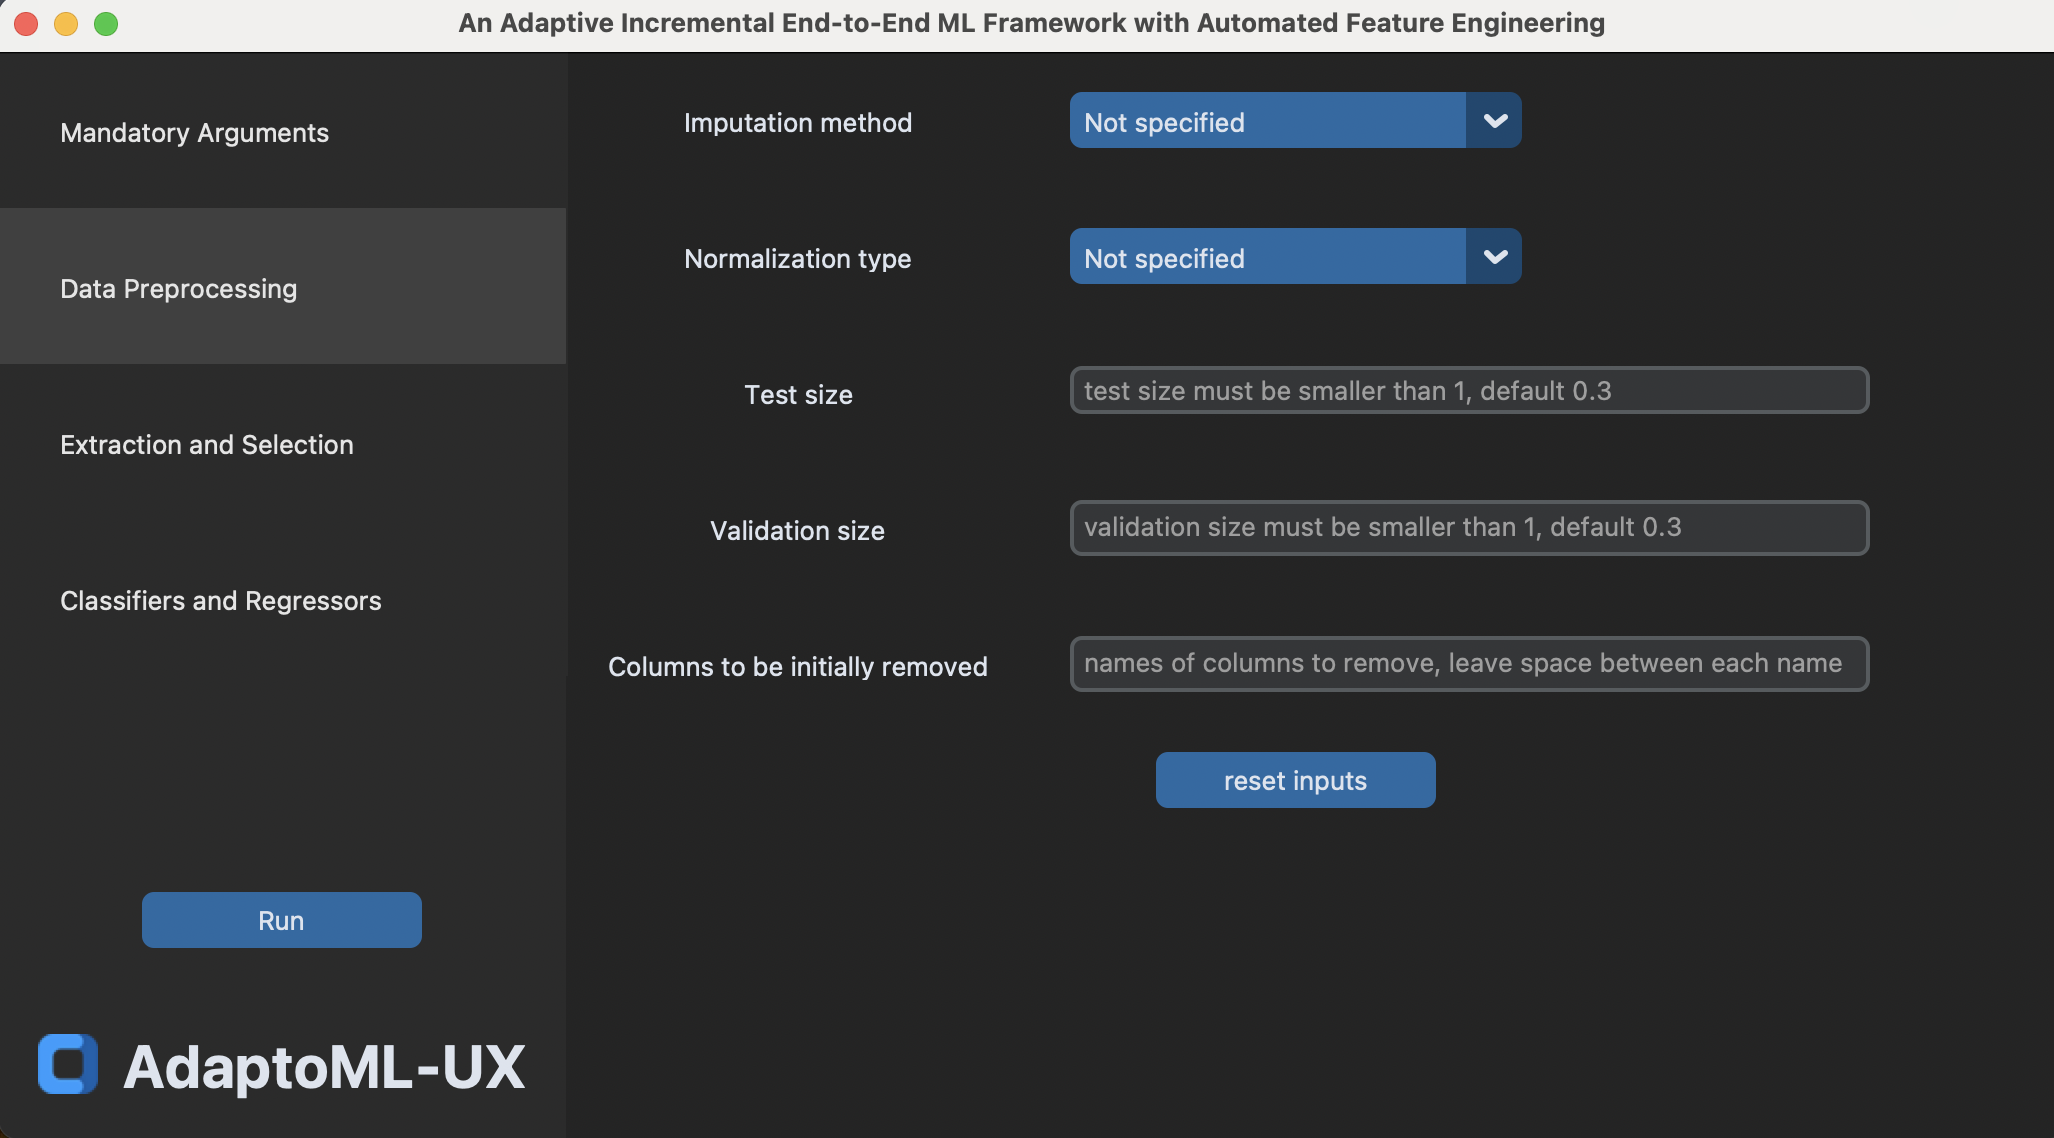 An Adaptive Incremental End-to-End ML Framework with Automated Feature Engineering
Mandatory Arguments
Data Preprocessing
Extraction and Selection
Classifiers and Regressors
Run
AdaptoML-UX
Imputation method
Not specified
Normalization type
Not specified
Test size
test size must be smaller than 1, default 0.3
Validation size
validation size must be smaller than 1, default 0.3
Columns to be initially removed
names of columns to remove, leave space between each name
reset inputs